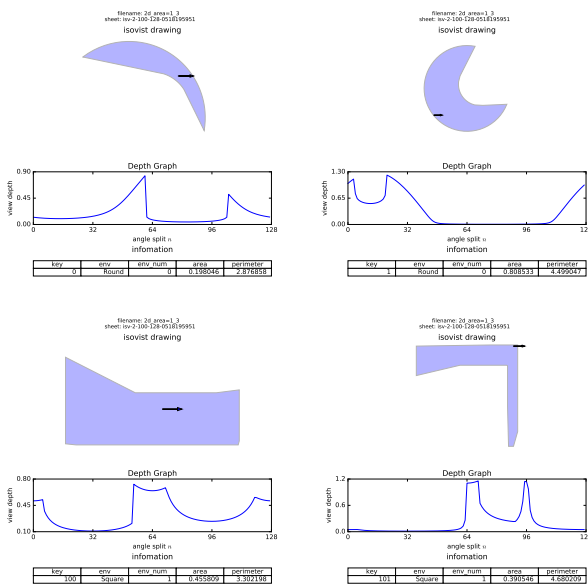 filename: 2d_area=1_3
sheet: isv-2-100-128-0518195951
isovist drawing
Depth Graph
view depth
0.90
0.45
0.00
0 32 64 96 128
angle split n
infomation
key env env_num area perimeter
0 Round 0 0.198046 2.876858
filename: 2d_area=1_3
sheet: isv-2-100-128-0518195951
isovist drawing
Depth Graph
view depth
1.30
0.65
0.00
0 32 64 96 128
angle split n
infomation
key env env_num area perimeter
1 Round 0 0.808533 4.499047
filename: 2d_area=1_3
sheet: isv-2-100-128-0518195951
isovist drawing
Depth Graph
view depth
0.80
0.45
0.10
0 32 64 96 128
angle split n
infomation
key env env_num area perimeter
100 Square 1 0.455809 3.302198
filename: 2d_area=1_3
sheet: isv-2-100-128-0518195951
isovist drawing
Depth Graph
view depth
1.2
0.6
0.0
0 32 64 96 128
angle split n
infomation
key env env_num area perimeter
101 Square 1 0.390546 4.680209